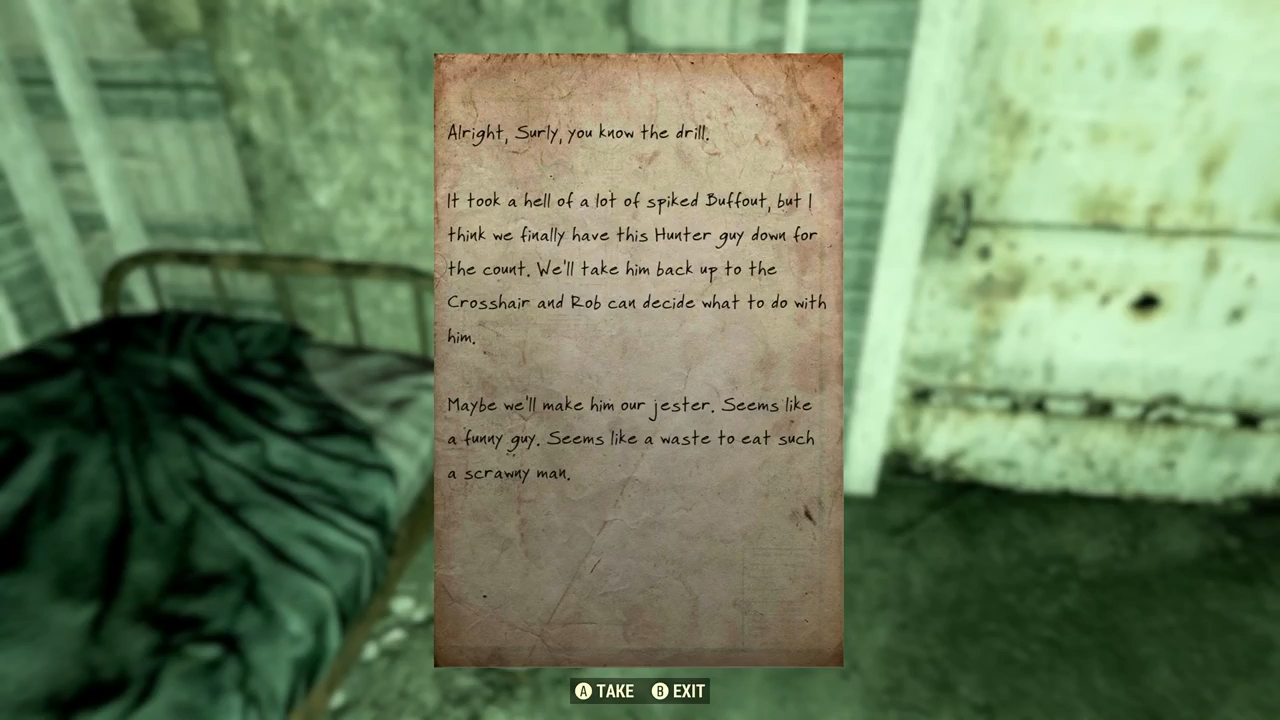 Alright, Surly, you know the drill.
It took a hell of a lot of spiked Buffout, but I
think we finally have this Hunter guy down for
the count. We'll take him back up to the
Crosshair and Rob can decide what to do with
him.
Maybe we'll make him our jester. Seems like
a funny guy. Seems like a waste to eat such
a scrawny man.
A TAKE B EXIT